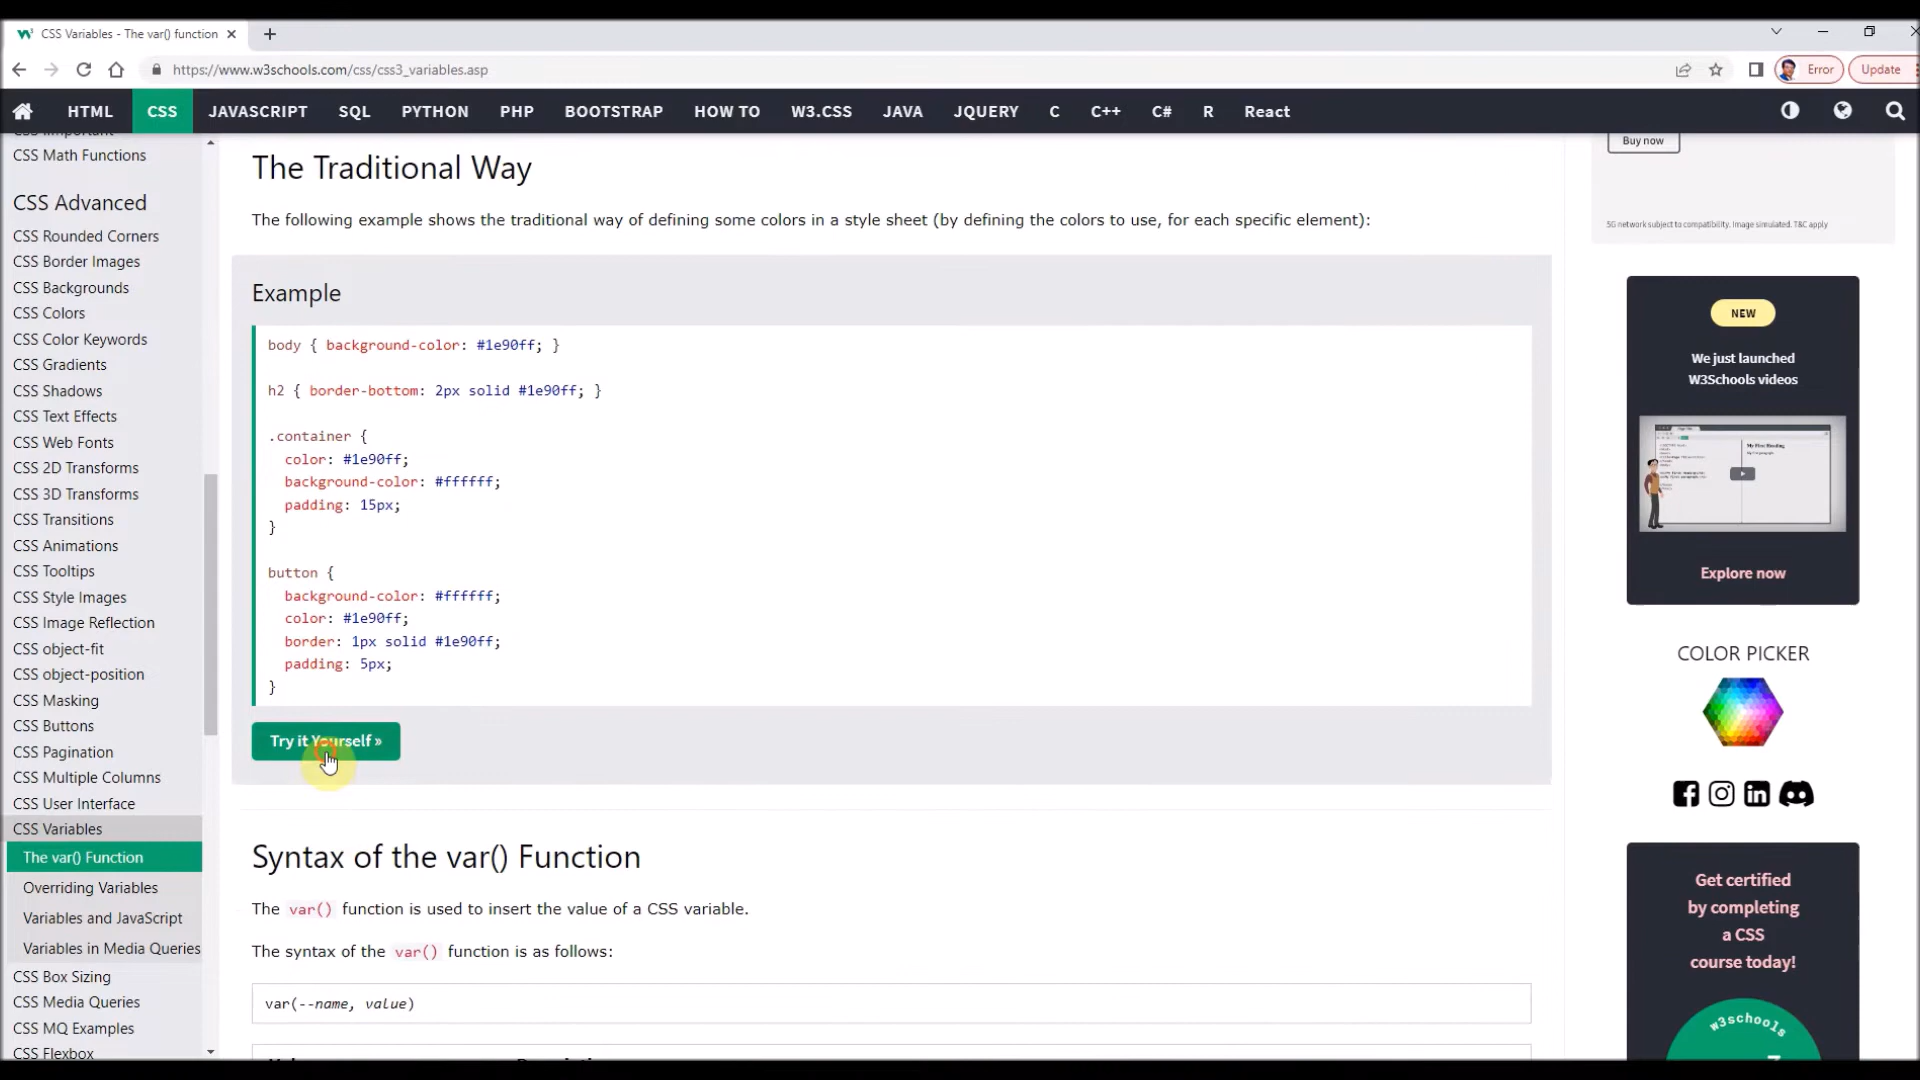 CSS Variables - The var() function
https://www.w3schools.com/css/css3_variables.asp
Error
Update
HTML
CSS
JAVASCRIPT
SQL
PYTHON
PHP
BOOTSTRAP
HOW TO
W3.CSS
JAVA
JQUERY
C
C++
C#
R
React
CSS Math Functions
CSS Advanced
CSS Rounded Corners
CSS Border Images
CSS Backgrounds
CSS Colors
CSS Color Keywords
CSS Gradients
CSS Shadows
CSS Text Effects
CSS Web Fonts
CSS 2D Transforms
CSS 3D Transforms
CSS Transitions
CSS Animations
CSS Tooltips
CSS Style Images
CSS Image Reflection
CSS object-fit
CSS object-position
CSS Masking
CSS Buttons
CSS Pagination
CSS Multiple Columns
CSS User Interface
CSS Variables
The var() Function
Overriding Variables
Variables and JavaScript
Variables in Media Queries
CSS Box Sizing
CSS Media Queries
CSS MQ Examples
CSS Flexbox
The Traditional Way
The following example shows the traditional way of defining some colors in a style sheet (by defining the colors to use, for each specific element):
Example
body { background-color: #1e90ff; }
h2 { border-bottom: 2px solid #1e90ff; }
.container {
color: #1e90ff;
background-color: #ffffff;
padding: 15px;
}
button {
background-color: #ffffff;
color: #1e90ff;
border: 1px solid #1e90ff;
padding: 5px;
}
Try it Yourself »
Syntax of the var() Function
The var() function is used to insert the value of a CSS variable.
The syntax of the var() function is as follows:
var(--name, value)
Buy now
5G network subject to compatibility. Image simulated. T&C apply
NEW
We just launched
W3Schools videos
Explore now
COLOR PICKER
Get certified
by completing
a CSS
course today!
w3schools